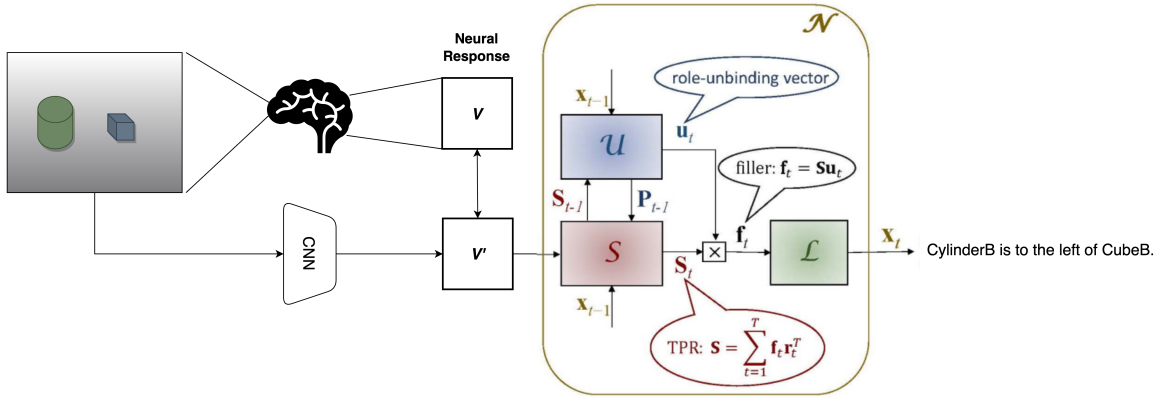 Neural
Response
V
CNN
V'
𝒩
role-unbinding vector
x_{t−1}
u_t
𝒰
filler: f_t = Su_t
S_{t-1}
P_{t-1}
f_t
𝒮
×
ℒ
x_t
CylinderB is to the left of CubeB.
S_t
x_{t−1}
TPR: S = ∑_{t=1}^{T} f_t r_t^T